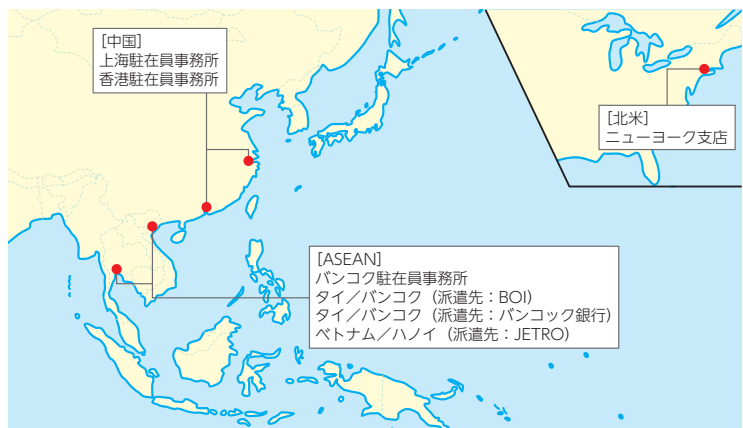 [中国]
上海駐在員事務所
香港駐在員事務所
[北米]
ニューヨーク支店
[ASEAN]
バンコク駐在員事務所
タイ／バンコク（派遣先：BOI）
タイ／バンコク（派遣先：バンコック銀行）
ベトナム／ハノイ（派遣先：JETRO）